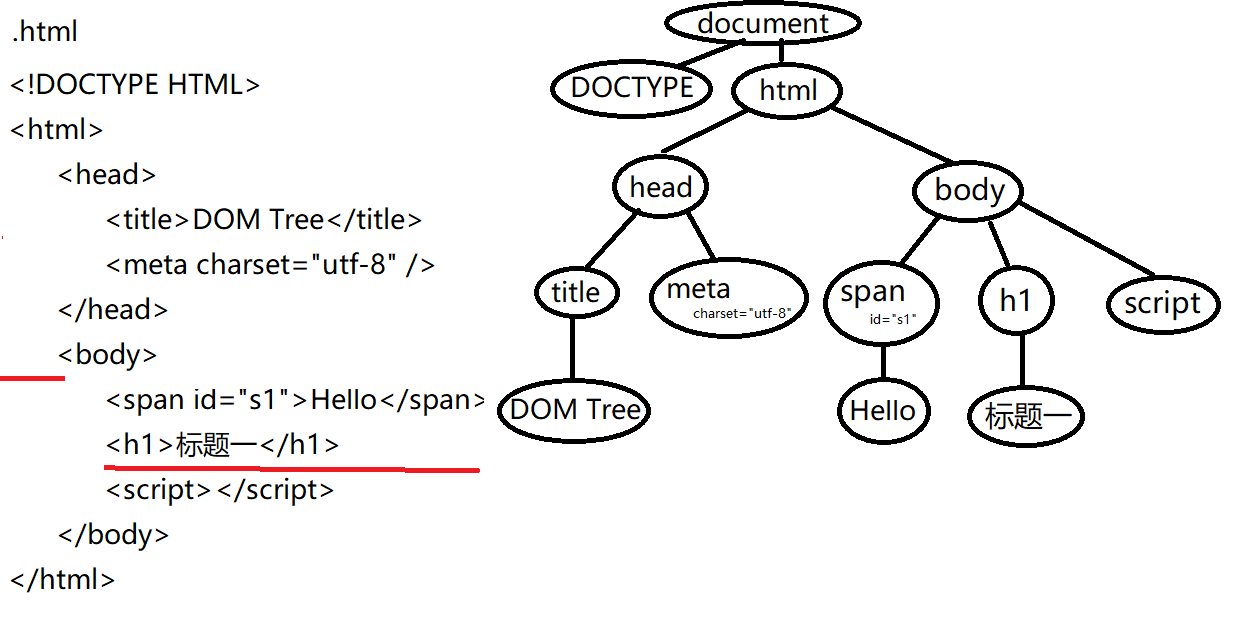 .html
<!DOCTYPE HTML>
<html>
<head>
<title>DOM Tree</title>
<meta charset="utf-8" />
</head>
<body>
<span id="s1">Hello</span>
<h1>标题一</h1>
<script></script>
</body>
</html>
document
DOCTYPE
html
head
body
title
meta
charset="utf-8"
span
id="s1"
h1
script
DOM Tree
Hello
标题一